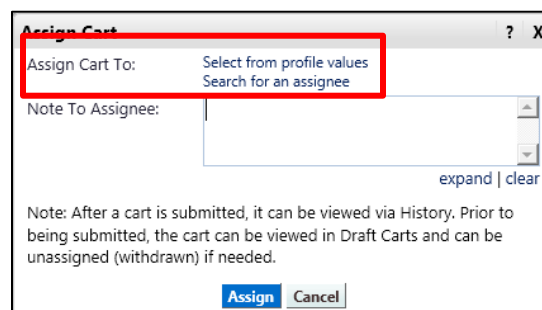 Assign Cart ? X
Assign Cart To: Select from profile values
Search for an assignee
Note To Assignee:
expand | clear
Note: After a cart is submitted, it can be viewed via History. Prior to
being submitted, the cart can be viewed in Draft Carts and can be
unassigned (withdrawn) if needed.
Assign Cancel